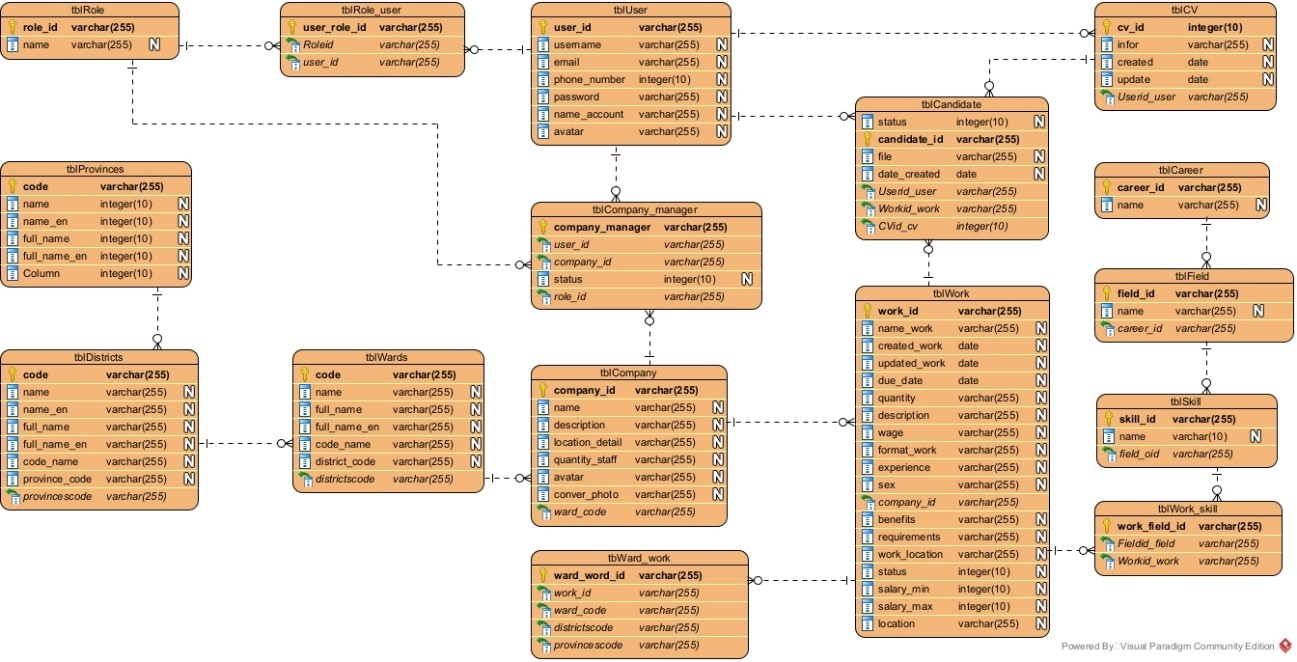 tblRole
role_id varchar(255)
name varchar(255) N
tblRole_user
user_role_id varchar(255)
Roleid varchar(255)
user_id varchar(255)
tblUser
user_id varchar(255)
username varchar(255) N
email varchar(255) N
phone_number integer(10) N
password varchar(255) N
name_account varchar(255) N
avatar varchar(255) N
tblCV
cv_id integer(10)
infor varchar(255) N
created date N
update date N
Userid_user varchar(255)
tblCandidate
status integer(10) N
candidate_id varchar(255)
file varchar(255) N
date_created date N
Userid_user varchar(255)
Workid_work varchar(255)
CVid_cv integer(10)
tblProvinces
code varchar(255)
name integer(10) N
name_en integer(10) N
full_name integer(10) N
full_name_en integer(10) N
Column integer(10) N
tblCompany_manager
company_manager varchar(255)
user_id varchar(255)
company_id varchar(255)
status integer(10) N
role_id varchar(255)
tblCareer
career_id varchar(255)
name varchar(255) N
tblField
field_id varchar(255)
name varchar(255) N
career_id varchar(255)
tblWork
work_id varchar(255)
name_work varchar(255) N
created_work date N
updated_work date N
due_date date N
quantity varchar(255) N
description varchar(255) N
wage varchar(255) N
format_work varchar(255) N
experience varchar(255) N
sex varchar(255) N
company_id varchar(255)
benefits varchar(255) N
requirements varchar(255) N
work_location varchar(255) N
status integer(10) N
salary_min integer(10) N
salary_max integer(10) N
location varchar(255) N
tblDistricts
code varchar(255)
name varchar(255) N
name_en varchar(255) N
full_name varchar(255) N
full_name_en varchar(255) N
code_name varchar(255) N
province_code varchar(255) N
provincescode varchar(255)
tblWards
code varchar(255)
name varchar(255) N
full_name varchar(255) N
full_name_en varchar(255) N
code_name varchar(255) N
district_code varchar(255) N
districtscode varchar(255)
tblCompany
company_id varchar(255)
name varchar(255) N
description varchar(255) N
location_detail varchar(255) N
quantity_staff varchar(255) N
avatar varchar(255) N
conver_photo varchar(255) N
ward_code varchar(255)
tblSkill
skill_id varchar(255)
name varchar(10) N
field_oid varchar(255)
tblWork_skill
work_field_id varchar(255)
Fieldid_field varchar(255)
Workid_work varchar(255)
tbWard_work
ward_word_id varchar(255)
work_id varchar(255)
ward_code varchar(255)
districtscode varchar(255)
provincescode varchar(255)
Powered By Visual Paradigm Community Edition